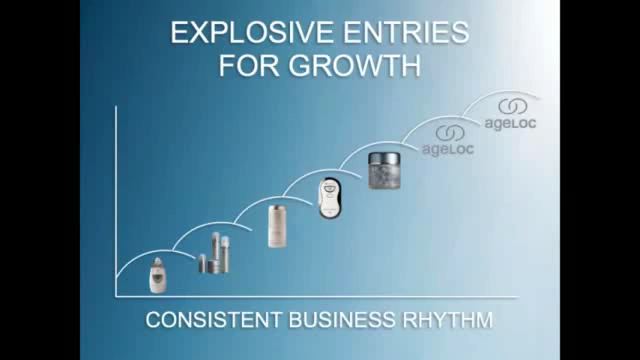 EXPLOSIVE ENTRIES
FOR GROWTH
ageLOC
ageLOC
CONSISTENT BUSINESS RHYTHM